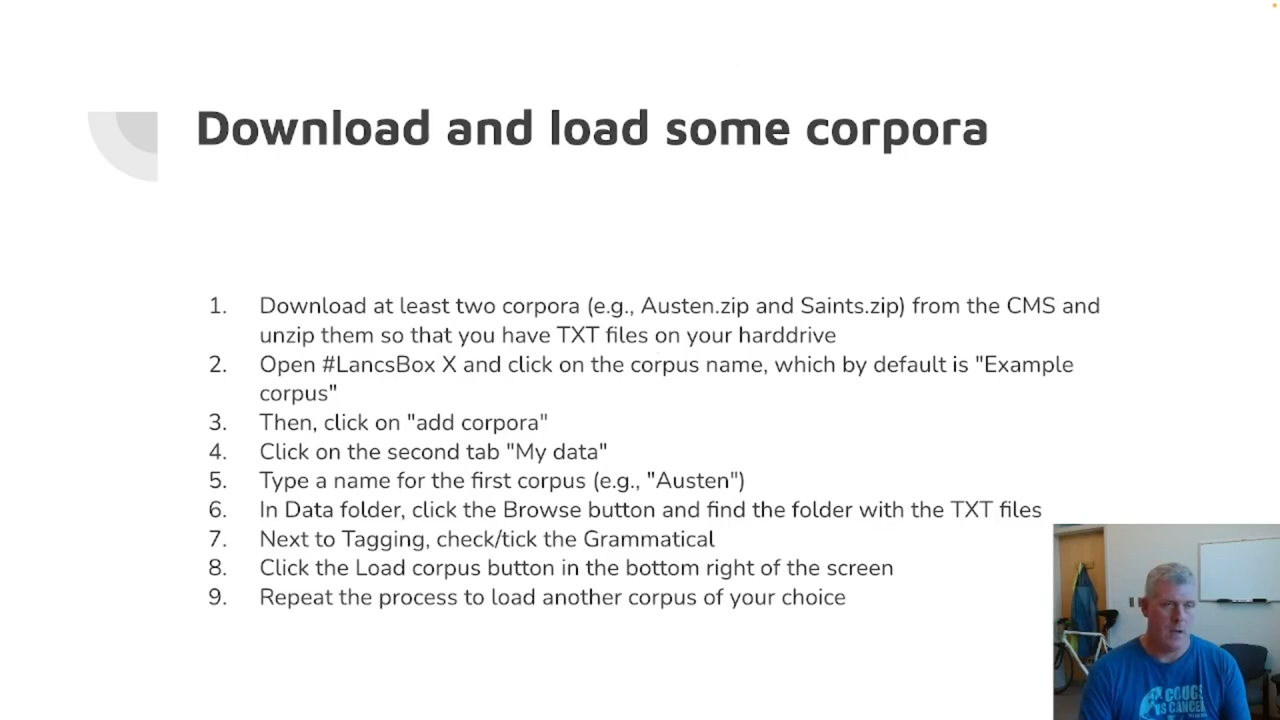 Download and load some corpora
1. Download at least two corpora (e.g., Austen.zip and Saints.zip) from the CMS and
unzip them so that you have TXT files on your harddrive
2. Open #LancsBox X and click on the corpus name, which by default is "Example
corpus"
3. Then, click on "add corpora"
4. Click on the second tab "My data"
5. Type a name for the first corpus (e.g., "Austen")
6. In Data folder, click the Browse button and find the folder with the TXT files
7. Next to Tagging, check/tick the Grammatical
8. Click the Load corpus button in the bottom right of the screen
9. Repeat the process to load another corpus of your choice
COUGS
VS CANCER